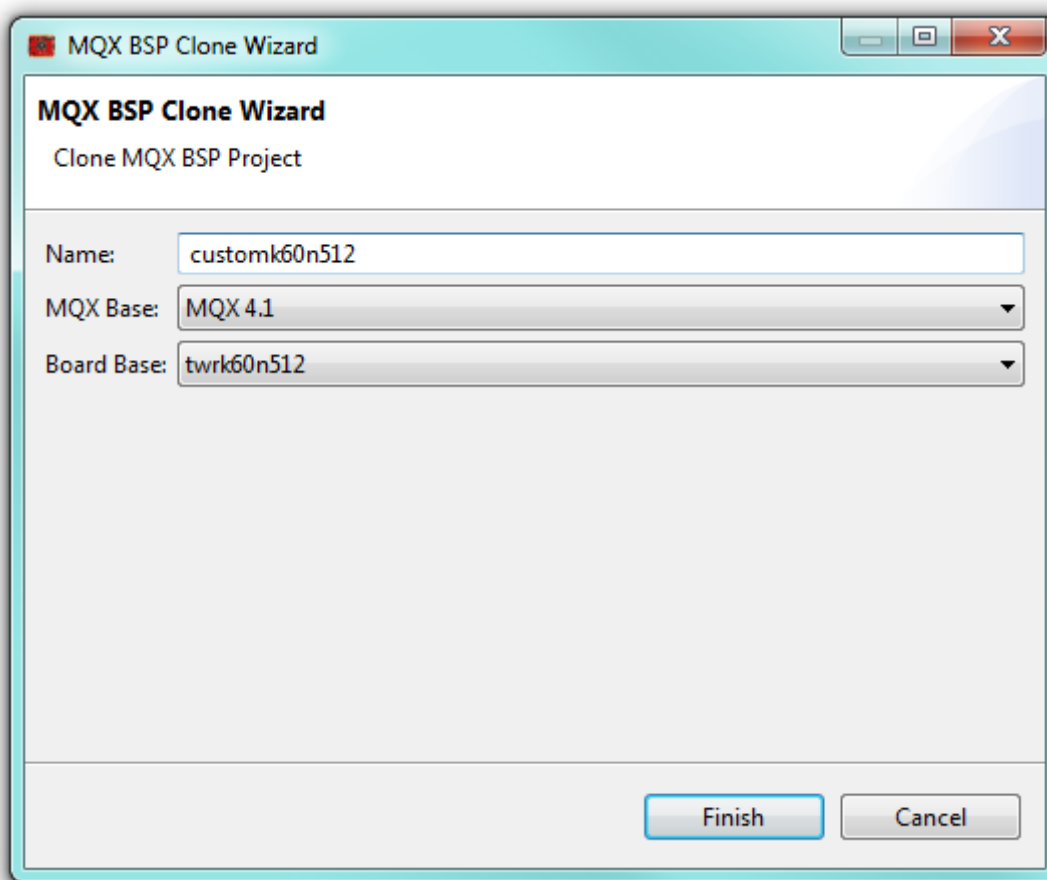 MQX BSP Clone Wizard
MQX BSP Clone Wizard
Clone MQX BSP Project
Name: customk60n512
MQX Base: MQX 4.1
Board Base: twrk60n512
Finish Cancel